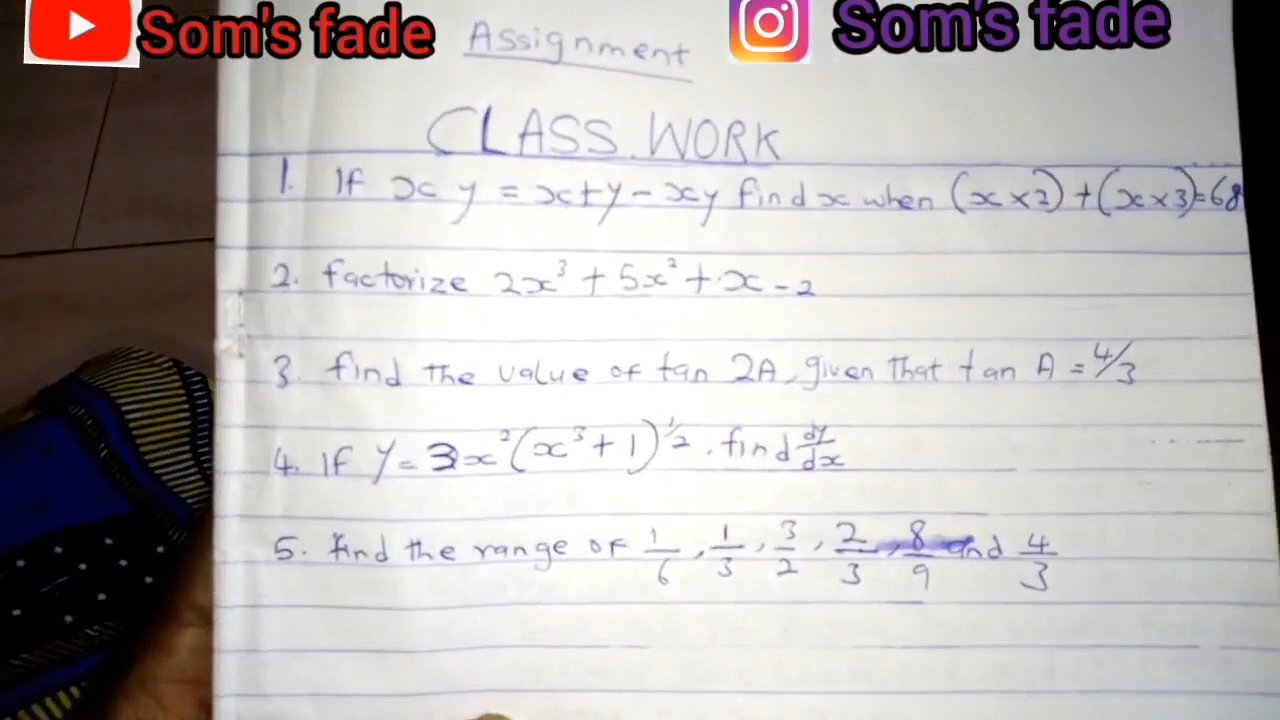 Som's fade Assignment Som's fade
CLASS WORK
1. If x y = x+y-xy find x when (x×2)+(x×3)=68
2. factorize 2x³ + 5x² + x - 2
3. find the value of tan 2A, given that tan A = 4/3
4. If y = 3x²(x³+1)^½. find dy/dx
5. find the range of 1/6, 1/3, 3/2, 2/3, 8/9 and 4/3